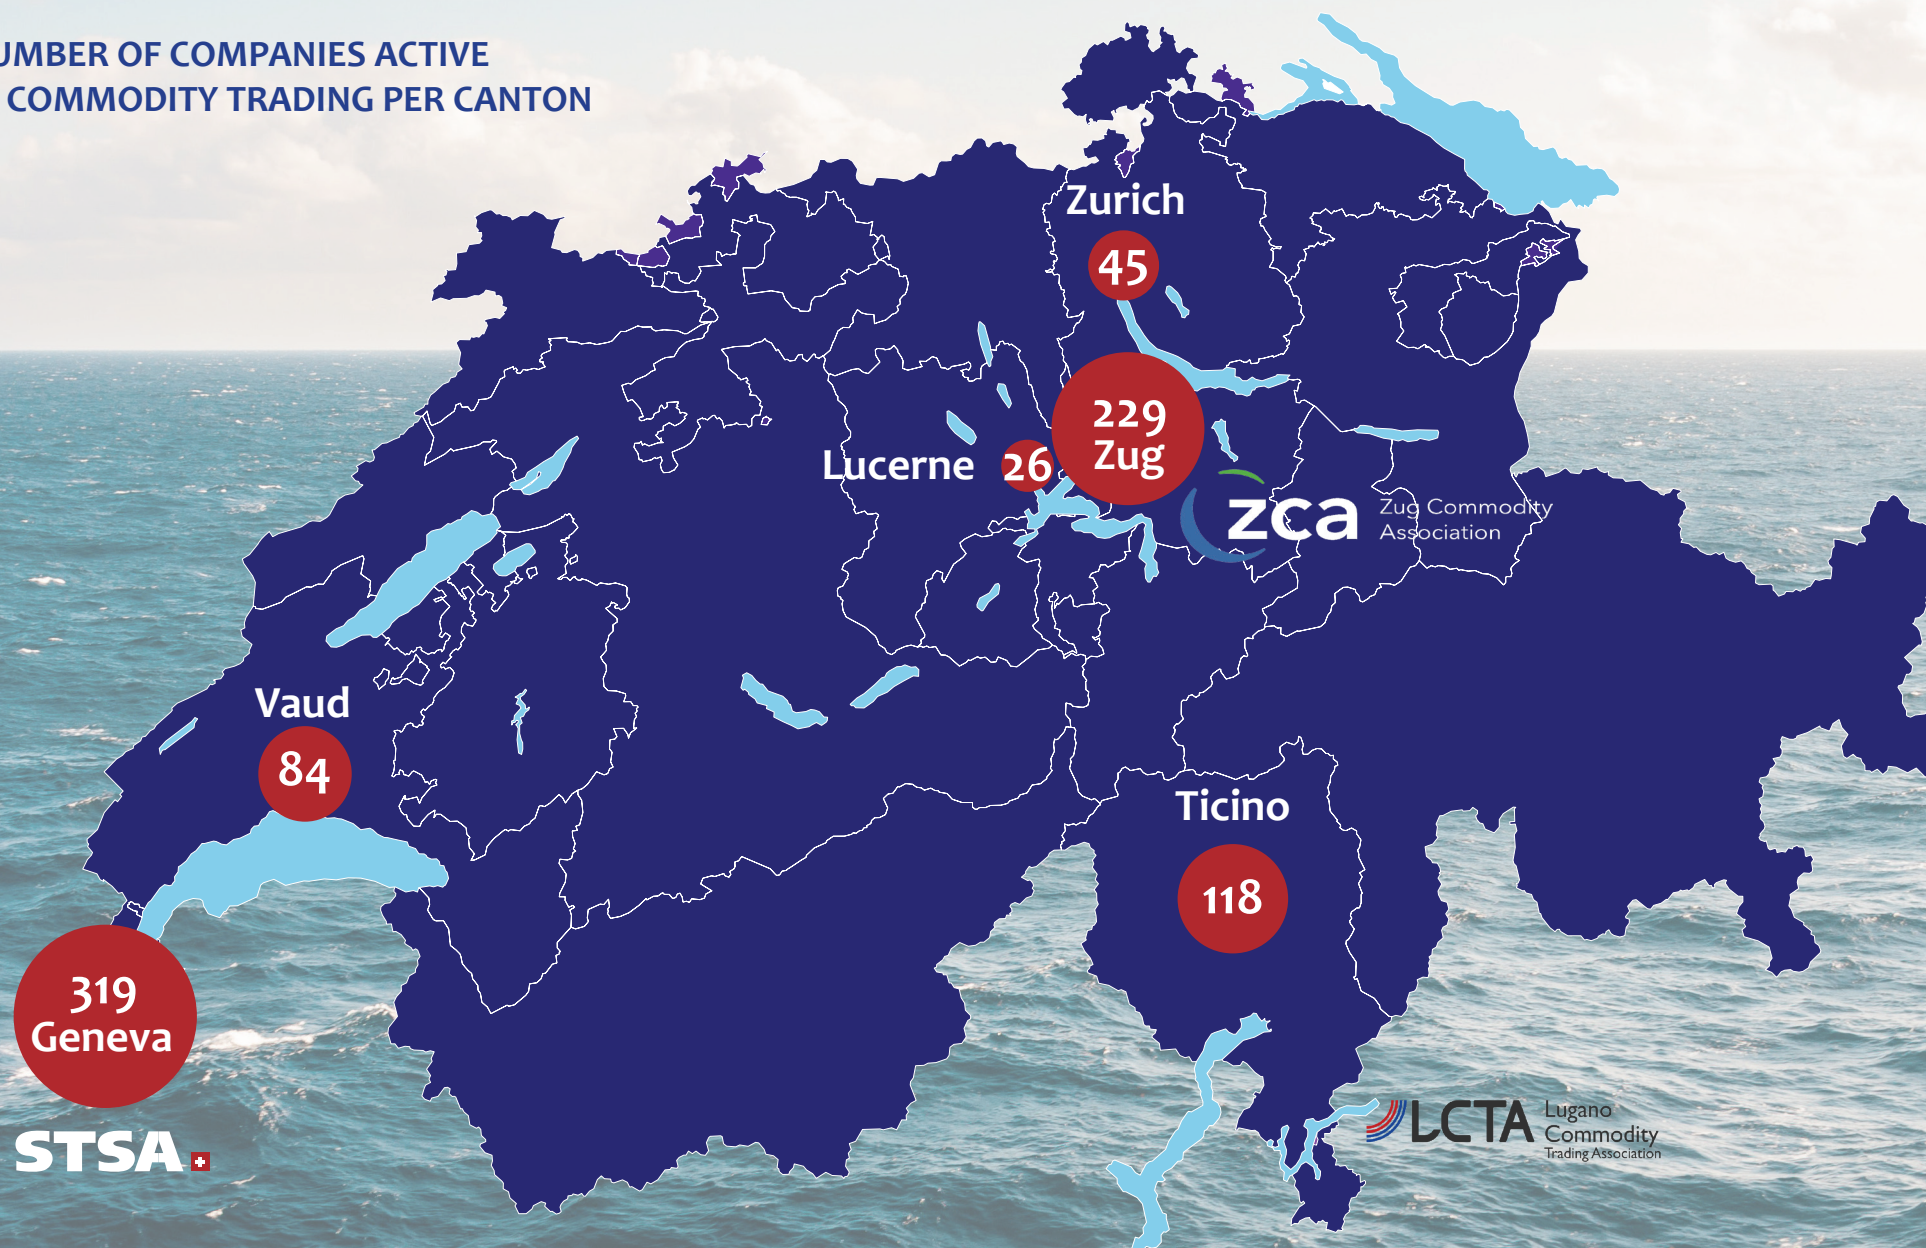 UMBER OF COMPANIES ACTIVE
COMMODITY TRADING PER CANTON
Zurich
45
229
Zug
Lucerne
26
zca
Zug Commodity
Association
Vaud
84
Ticino
118
319
Geneva
STSA
LCTA
Lugano
Commodity
Trading Association